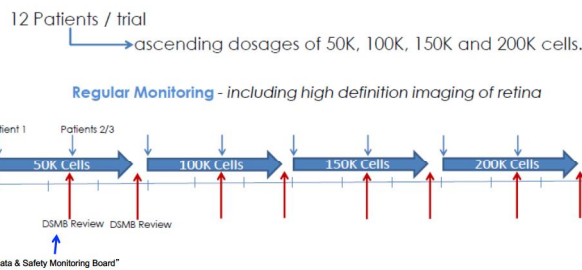 12 Patients / trial
ascending dosages of 50K, 100K, 150K and 200K cells.
Regular Monitoring - including high definition imaging of retina
tient 1 Patients 2/3
50K Cells 100K Cells 150K Cells 200K Cells
DSMB Review DSMB Review
ata & Safety Monitoring Board"